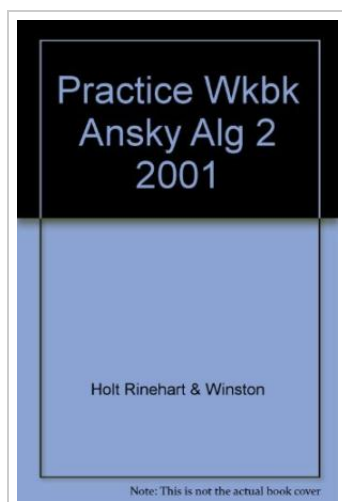 Practice Wkbk
Ansky Alg 2
2001
Holt Rinehart & Winston
Note: This is not the actual book cover